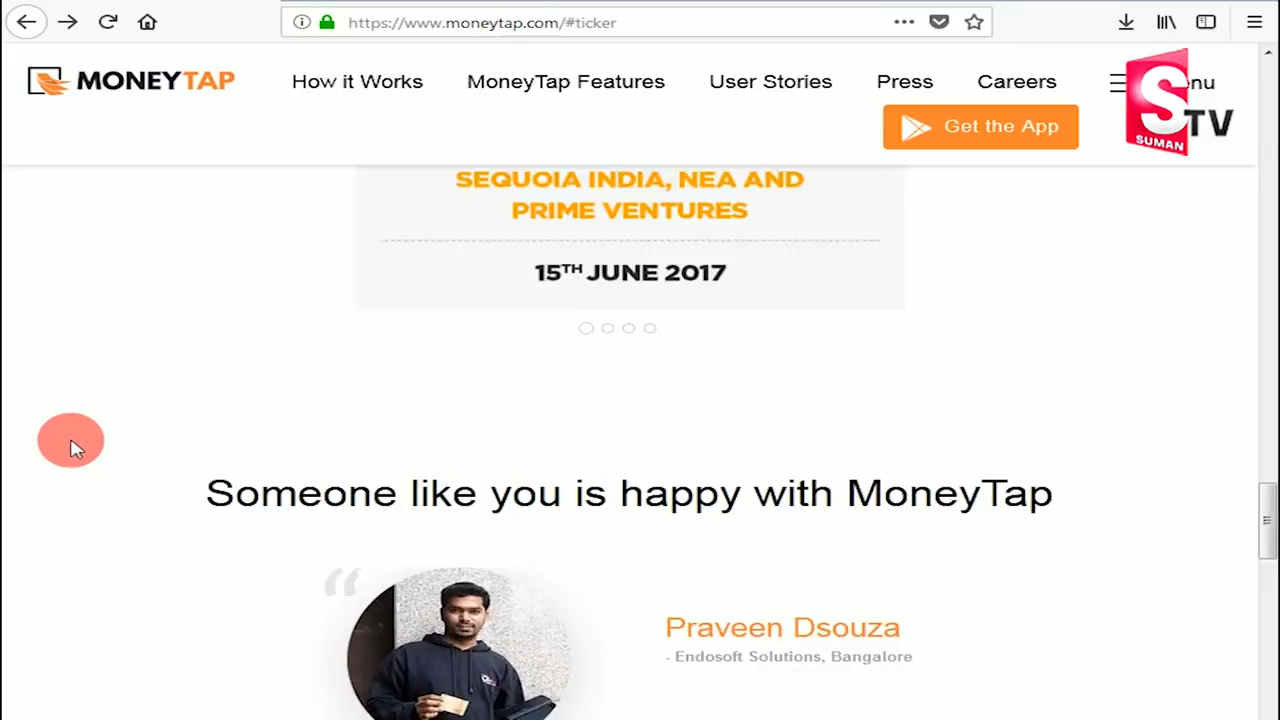 https://www.moneytap.com/#ticker
MONEYTAP
How it Works
MoneyTap Features
User Stories
Press
Careers
Get the App
S
TV
SUMAN
SEQUOIA INDIA, NEA AND
PRIME VENTURES
15TH JUNE 2017
Someone like you is happy with MoneyTap
Praveen Dsouza
- Endosoft Solutions, Bangalore